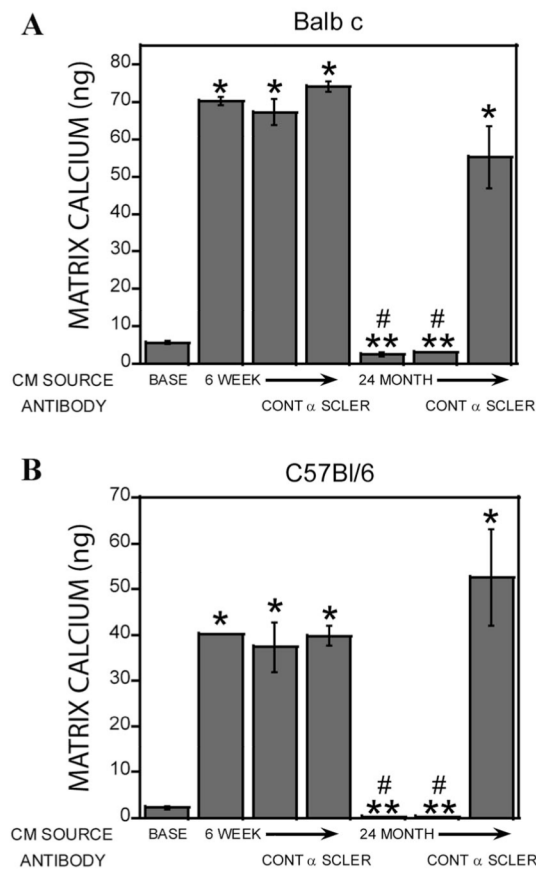 A
Balb c
MATRIX CALCIUM (ng)
80
70
60
50
40
30
20
10
0
* * * # ** # ** *
CM SOURCE BASE 6 WEEK 24 MONTH
ANTIBODY CONT α SCLER CONT α SCLER
B
C57Bl/6
MATRIX CALCIUM (ng)
70
60
50
40
30
20
10
0
* * * # ** # ** *
CM SOURCE BASE 6 WEEK 24 MONTH
ANTIBODY CONT α SCLER CONT α SCLER